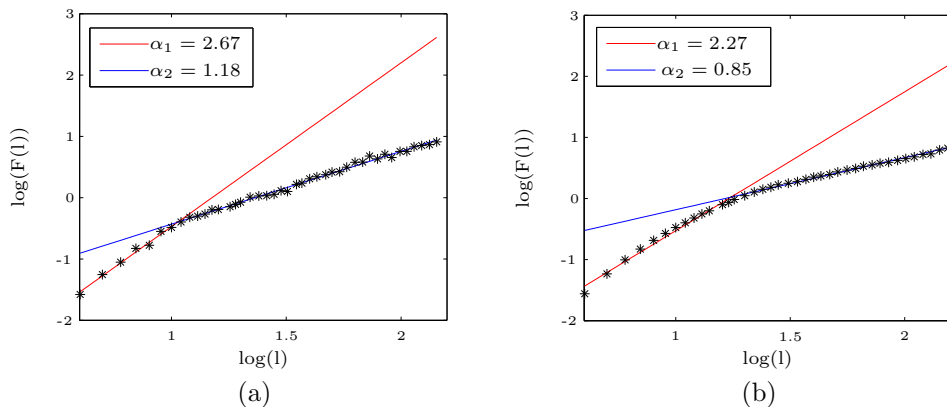 3
2
1
0
-1
-2
1
1.5
2
log(F(l))
log(l)
α₁ = 2.67
α₂ = 1.18
(a)
3
2
1
0
-1
-2
1
1.5
2
log(F(l))
log(l)
α₁ = 2.27
α₂ = 0.85
(b)